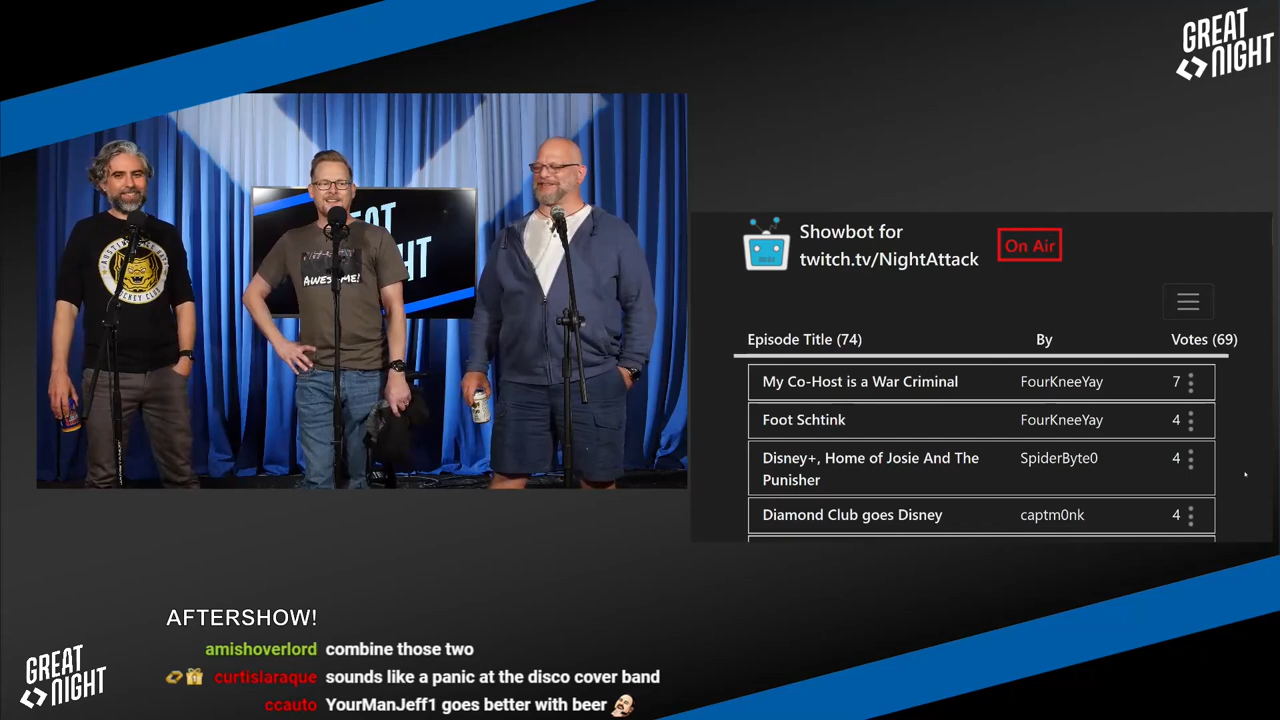 GREAT
NIGHT
AWESOME!
Showbot for
twitch.tv/NightAttack
On Air
Episode Title (74) By Votes (69)
My Co-Host is a War Criminal FourKneeYay 7
Foot Schtink FourKneeYay 4
Disney+, Home of Josie And The
Punisher SpiderByte0 4
Diamond Club goes Disney captm0nk 4
AFTERSHOW!
amishoverlord combine those two
curtislaraque sounds like a panic at the disco cover band
ccauto YourManJeff1 goes better with beer
GREAT
NIGHT